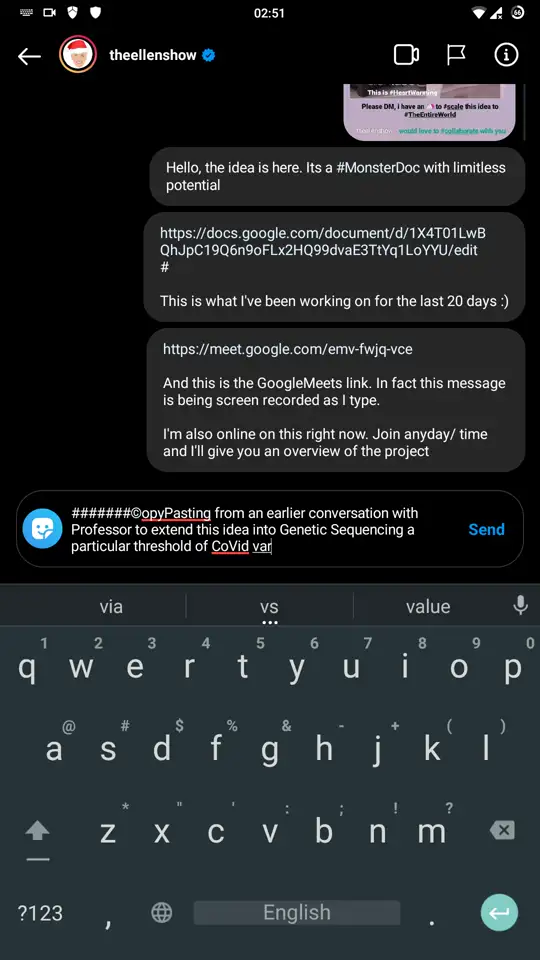 02:51
66
theellenshow
This is #HeartWarming
Please DM, i have an to #scale this idea to
#TheEntireWorld
would love to #collaborate with you
Hello, the idea is here. Its a #MonsterDoc with limitless
potential
https://docs.google.com/document/d/1X4T01LwB
QhJpC19Q6n9oFLx2HQ99dvaE3TtYq1LoYYU/edit
#
This is what I've been working on for the last 20 days :)
https://meet.google.com/emv-fwjq-vce
And this is the GoogleMeets link. In fact this message
is being screen recorded as I type.
I'm also online on this right now. Join anyday/ time
and I'll give you an overview of the project
#######©opyPasting from an earlier conversation with
Professor to extend this idea into Genetic Sequencing a
particular threshold of CoVid var
Send
via vs value
1 2 3 4 5 6 7 8 9 0
q w e r t y u i o p
@ # $ % & - + ( )
a s d f g h j k l
* " ' : ; ! ?
z x c v b n m
?123 , English .